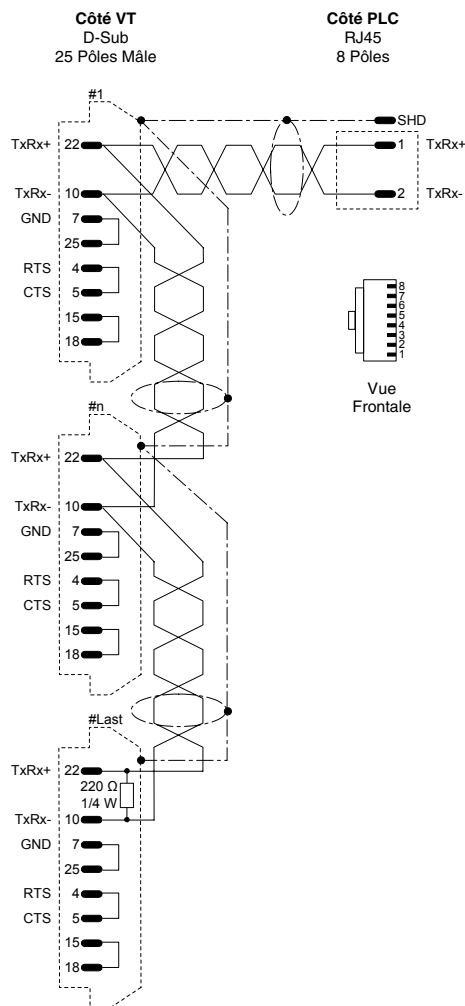 Côté VT
D-Sub
25 Pôles Mâle
Côté PLC
RJ45
8 Pôles
#1
SHD
TxRx+ 22
1 TxRx+
TxRx- 10
2 TxRx-
GND 7
25
RTS 4
CTS 5
15
18
8
7
6
5
4
3
2
1
Vue
Frontale
#n
TxRx+ 22
TxRx- 10
GND 7
25
RTS 4
CTS 5
15
18
#Last
TxRx+ 22
220 Ω
1/4 W
TxRx- 10
GND 7
25
RTS 4
CTS 5
15
18